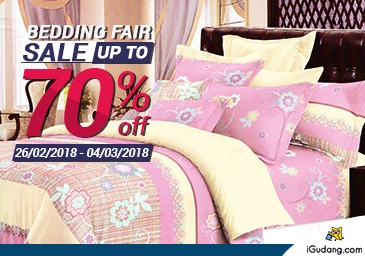 BEDDING FAIR
SALE UP TO
70% off
26/02/2018 - 04/03/2018
iGudang.com